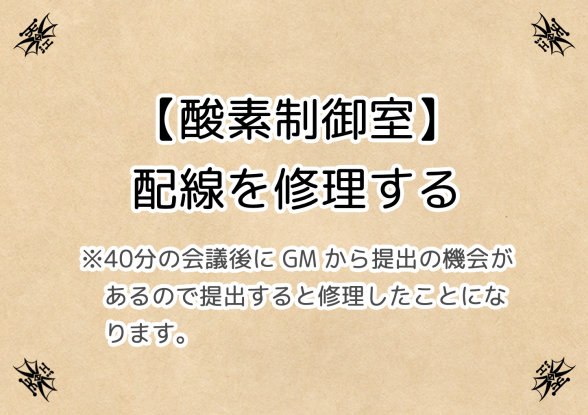 【酸素制御室】
配線を修理する
※40分の会議後に GM から提出の機会が
あるので提出すると修理したことにな
ります。